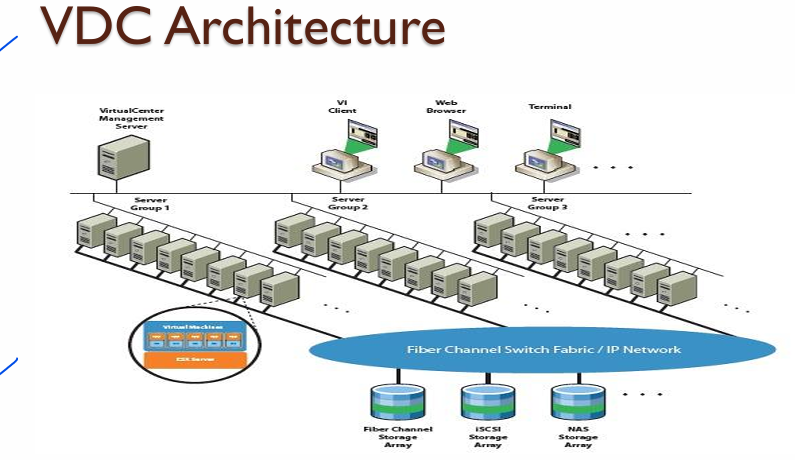 VDC Architecture
VirtualCenter
Management
Server
VI
Client
Web
Browser
Terminal
Server
Group 1
Server
Group 2
Server
Group 3
Virtual Machines
ESX Server
Fiber Channel Switch Fabric / IP Network
Fiber Channel
Storage
Array
iSCSI
Storage
Array
NAS
Storage
Array